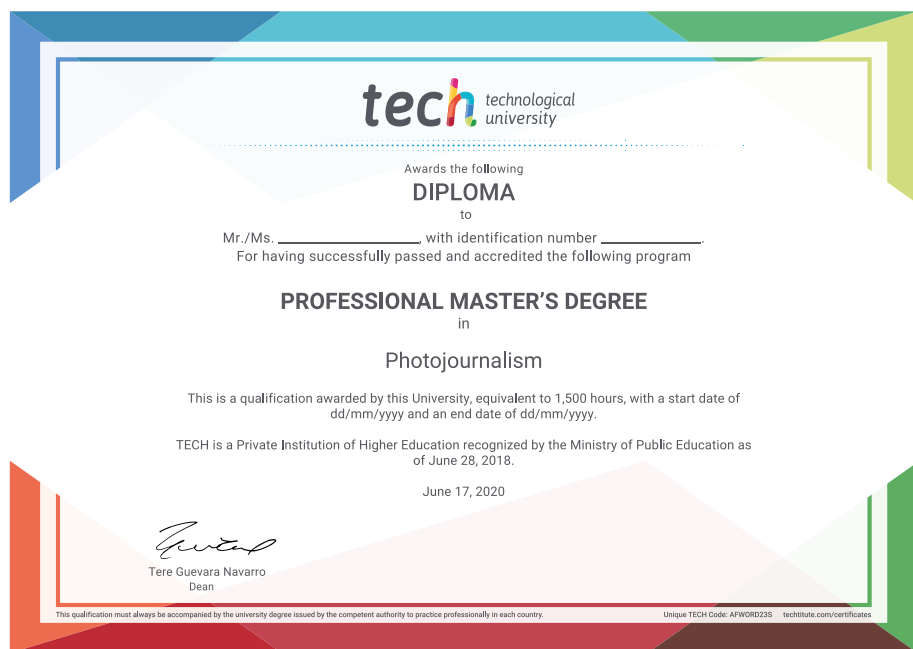 tech technological
university
Awards the following
DIPLOMA
to
Mr./Ms. ____________________, with identification number ______________.
For having successfully passed and accredited the following program
PROFESSIONAL MASTER'S DEGREE
in
Photojournalism
This is a qualification awarded by this University, equivalent to 1,500 hours, with a start date of
dd/mm/yyyy and an end date of dd/mm/yyyy.
TECH is a Private Institution of Higher Education recognized by the Ministry of Public Education as
of June 28, 2018.
June 17, 2020
Tere Guevara Navarro
Dean
This qualification must always be accompanied by the university degree issued by the competent authority to practice professionally in each country.
Unique TECH Code: AFWORD23S techtitute.com/certificates